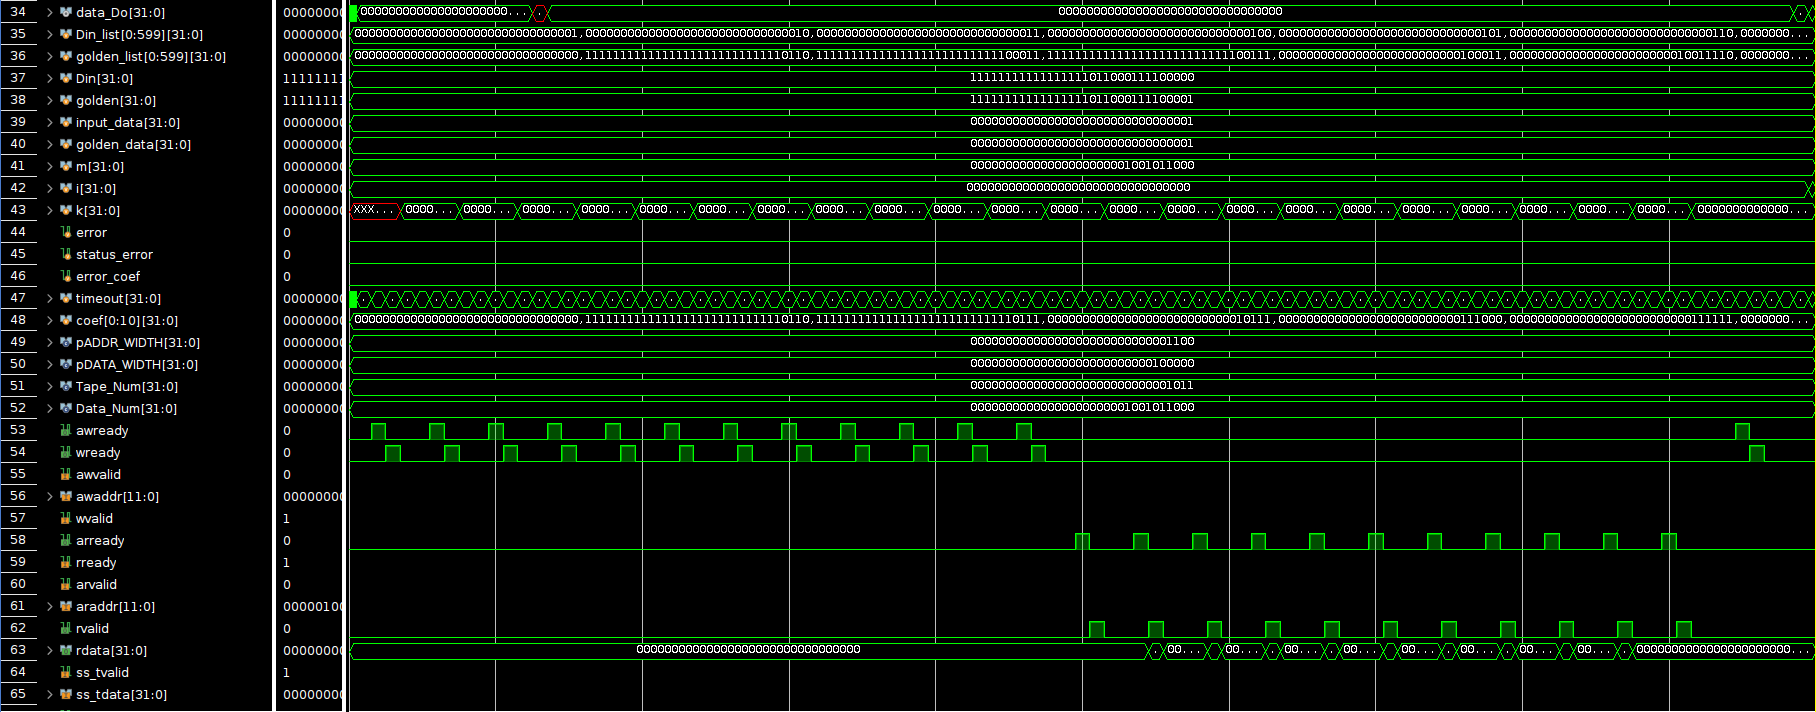 34 data_Do[31:0] 00000000 0000000000000000000000... . 00000000000000000000000000000000 .
35 Din_list[0:599][31:0] 00000000 00000000000000000000000000000001,00000000000000000000000000000010,00000000000000000000000000000011,00000000000000000000000000000100,00000000000000000000000000000101,00000000000000000000000000000110,0000000...
36 golden_list[0:599][31:0] 00000000 00000000000000000000000000000000,11111111111111111111111111110110,11111111111111111111111111100011,11111111111111111111111111100111,00000000000000000000000000100011,00000000000000000000000010011110,0000000...
37 Din[31:0] 11111111 11111111111111111011000111100000
38 golden[31:0] 11111111 11111111111111111011000111100001
39 input_data[31:0] 00000000 00000000000000000000000000000001
40 golden_data[31:0] 00000000 00000000000000000000000000000001
41 m[31:0] 00000000 00000000000000000000001001011000
42 i[31:0] 00000000 00000000000000000000000000000000
43 k[31:0] 00000000 XXX... 0000... 0000... 0000... 0000... 0000... 0000... 0000... 0000... 0000... 0000... 0000... 0000... 0000... 0000... 0000... 0000... 0000... 0000... 0000... 0000... 0000... 0000... 0000000000000...
44 error 0
45 status_error 0
46 error_coef 0
47 timeout[31:0] 00000000
48 coef[0:10][31:0] 00000000 00000000000000000000000000000000,11111111111111111111111111110110,11111111111111111111111111110111,00000000000000000000000000010111,00000000000000000000000000111000,00000000000000000000000000111111,0000000...
49 pADDR_WIDTH[31:0] 00000000 00000000000000000000000000001100
50 pDATA_WIDTH[31:0] 00000000 00000000000000000000000000100000
51 Tape_Num[31:0] 00000000 00000000000000000000000000001011
52 Data_Num[31:0] 00000000 00000000000000000000001001011000
53 awready 0
54 wready 0
55 awvalid 0
56 awaddr[11:0] 00000000
57 wvalid 1
58 arready 0
59 rready 1
60 arvalid 0
61 araddr[11:0] 00000100
62 rvalid 0
63 rdata[31:0] 00000000 00000000000000000000000000000000 . 00... . 00... . 00... . 00... . 00... . 00... . 00... . 00... . 00000000000000000000000...
64 ss_tvalid 1
65 ss_tdata[31:0] 00000000